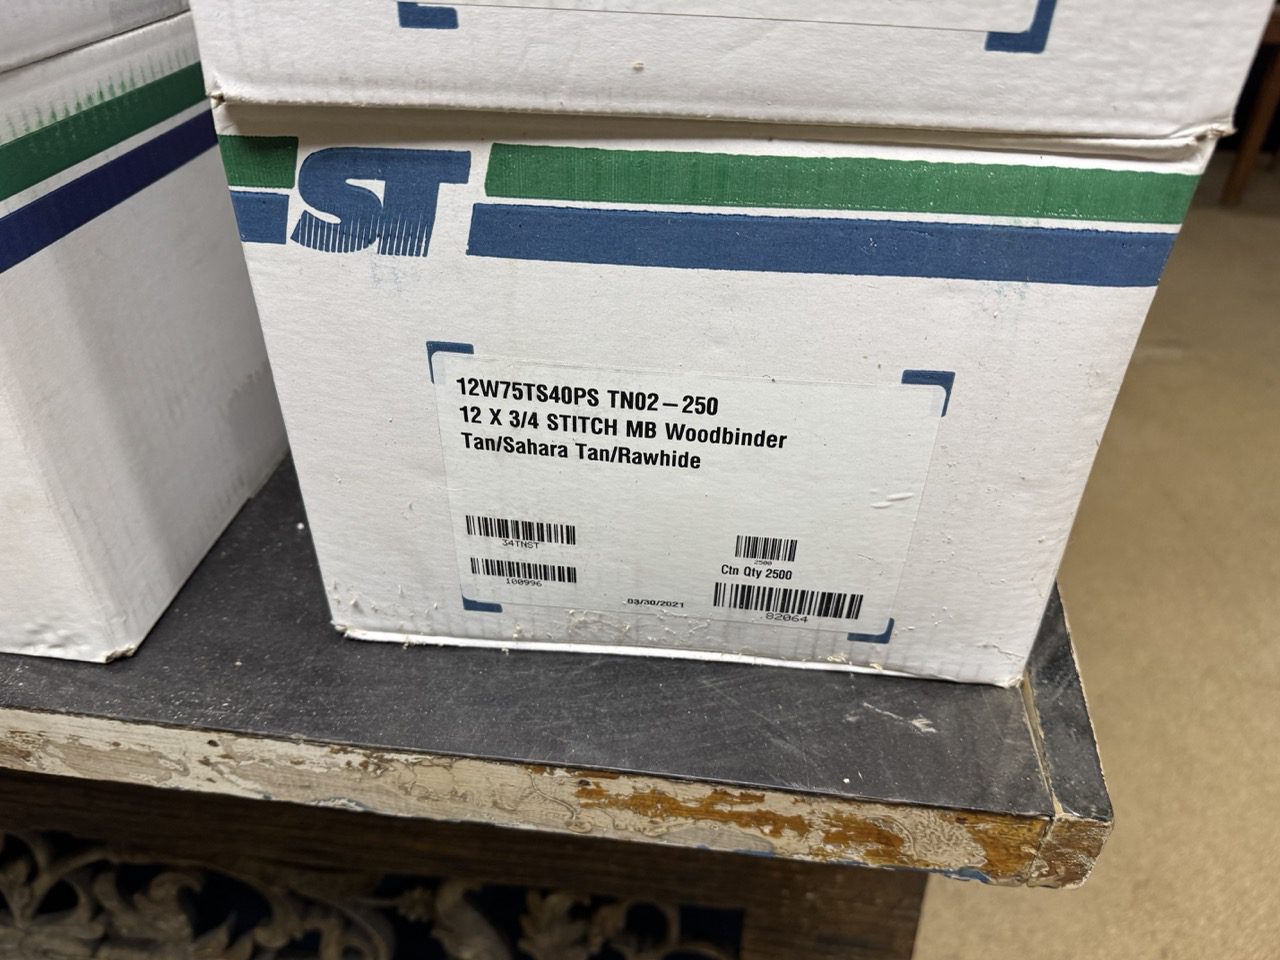 ST
12W75TS40PS TN02-250
12 X 3/4 STITCH MB Woodbinder
Tan/Sahara Tan/Rawhide
34TNST
2500
Ctn Qty 2500
100996
03/30/2021
82064